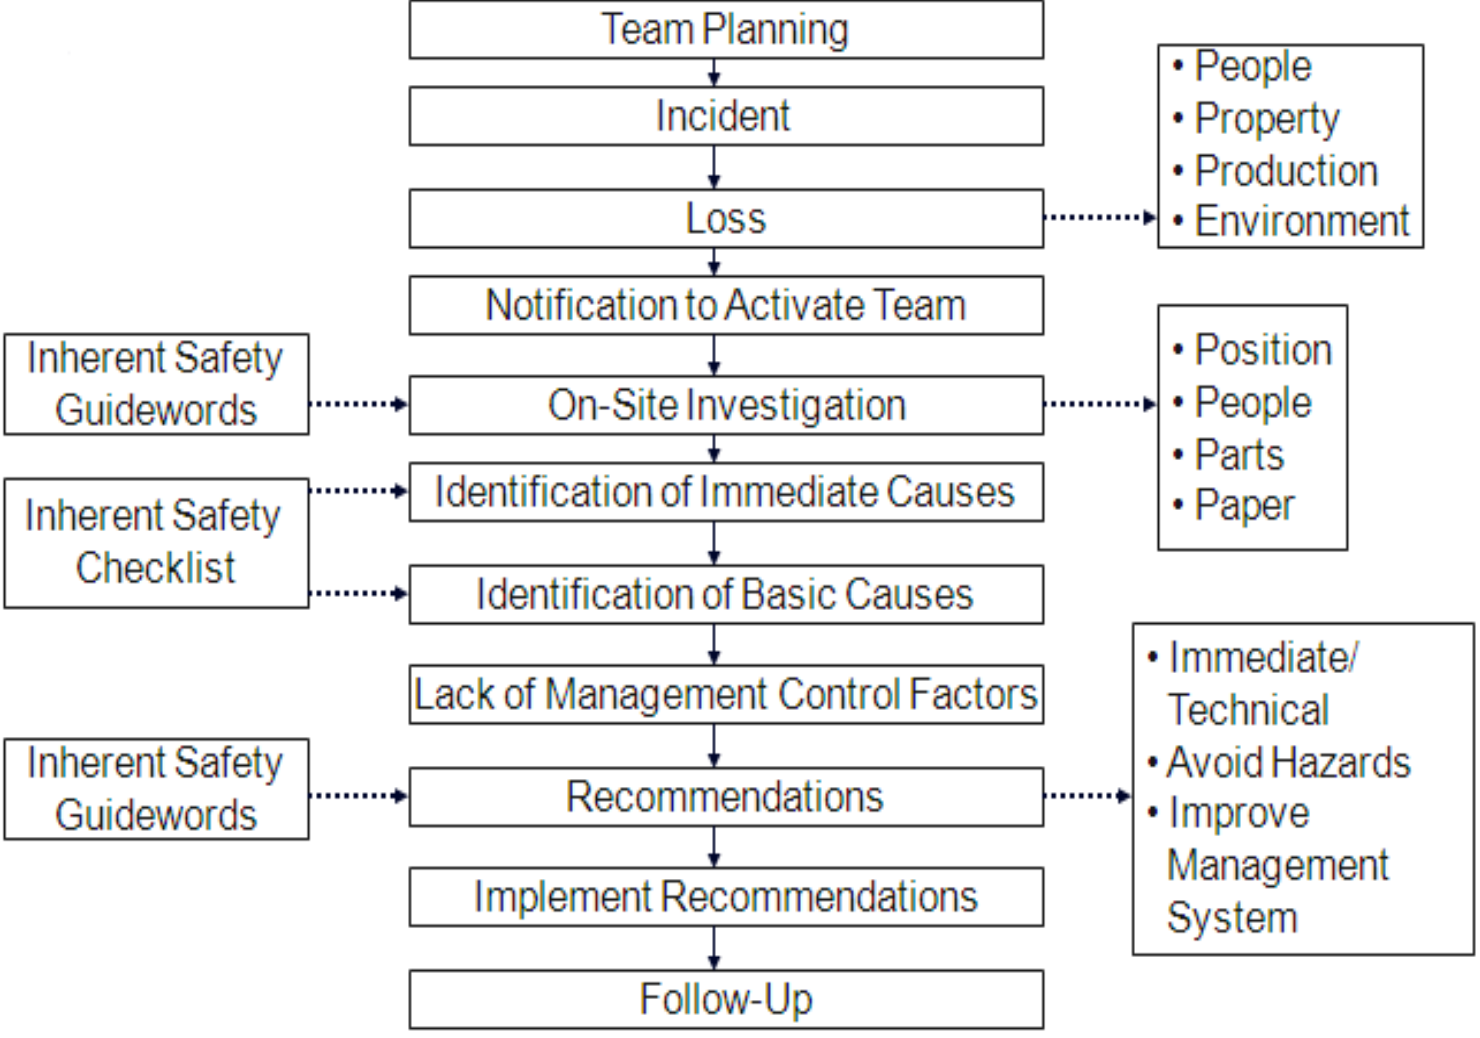 Team Planning
Incident
Loss
• People
• Property
• Production
• Environment
Notification to Activate Team
Inherent Safety
Guidewords
On-Site Investigation
• Position
• People
• Parts
• Paper
Inherent Safety
Checklist
Identification of Immediate Causes
Identification of Basic Causes
Lack of Management Control Factors
Inherent Safety
Guidewords
Recommendations
• Immediate/
Technical
• Avoid Hazards
• Improve
Management
System
Implement Recommendations
Follow-Up